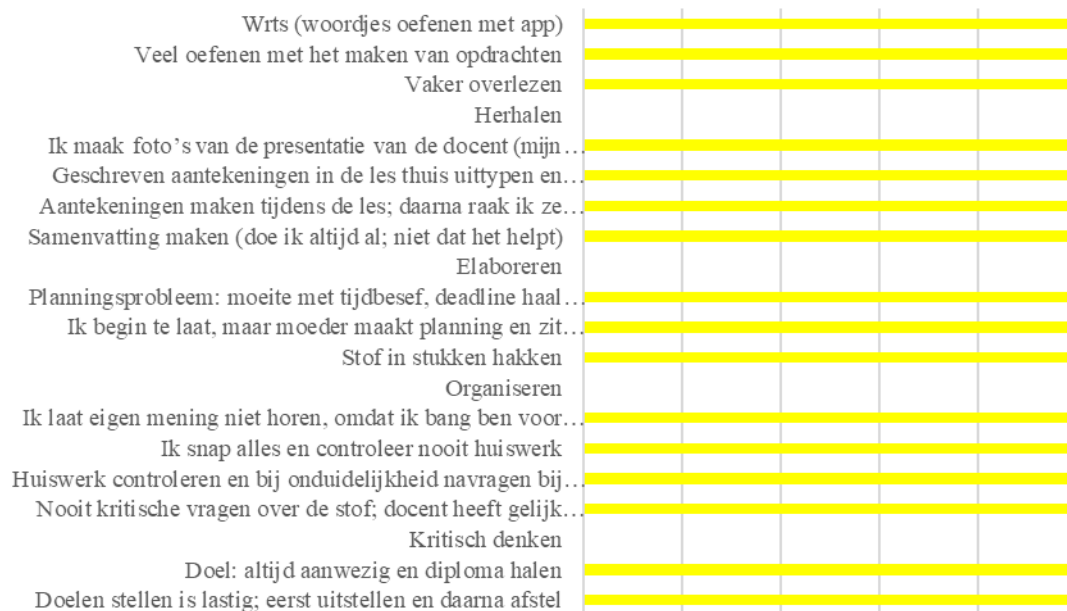 Wrts (woordjes oefenen met app)
Veel oefenen met het maken van opdrachten
Vaker overlezen
Herhalen
Ik maak foto’s van de presentatie van de docent (mijn…
Geschreven aantekeningen in de les thuis uittypen en…
Aantekeningen maken tijdens de les; daarna raak ik ze…
Samenvatting maken (doe ik altijd al; niet dat het helpt)
Elaboreren
Planningsprobleem: moeite met tijdbesef, deadline haal…
Ik begin te laat, maar moeder maakt planning en zit…
Stof in stukken hakken
Organiseren
Ik laat eigen mening niet horen, omdat ik bang ben voor…
Ik snap alles en controleer nooit huiswerk
Huiswerk controleren en bij onduidelijkheid navragen bij…
Nooit kritische vragen over de stof; docent heeft gelijk…
Kritisch denken
Doel: altijd aanwezig en diploma halen
Doelen stellen is lastig; eerst uitstellen en daarna afstel